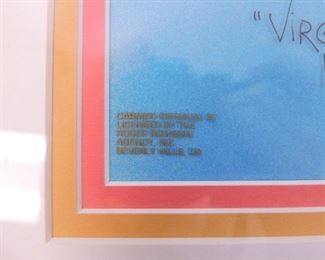 "VIRG
LICENSED BY THE
ROGER RICHMAN
AGENCY, INC
BEVERLY HILLS, CA